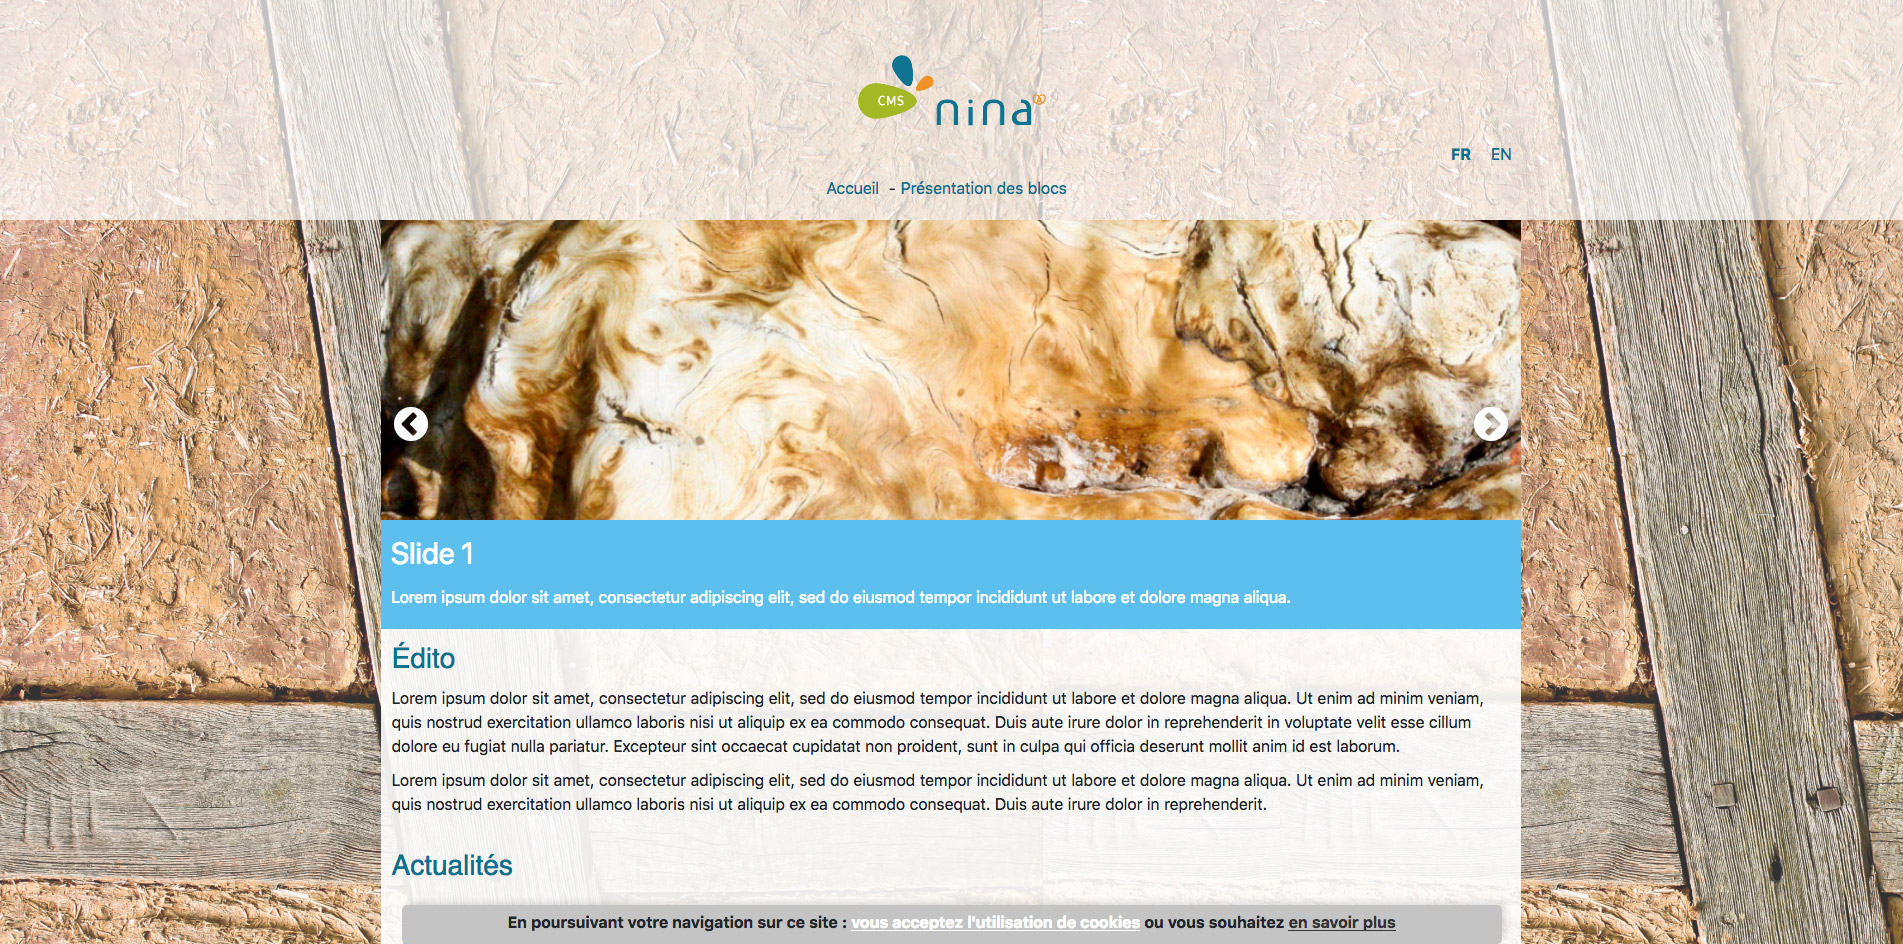 CMS nina
FR EN
Accueil - Présentation des blocs
Slide 1
Lorem ipsum dolor sit amet, consectetur adipiscing elit, sed do eiusmod tempor incididunt ut labore et dolore magna aliqua.
Édito
Lorem ipsum dolor sit amet, consectetur adipiscing elit, sed do eiusmod tempor incididunt ut labore et dolore magna aliqua. Ut enim ad minim veniam,
quis nostrud exercitation ullamco laboris nisi ut aliquip ex ea commodo consequat. Duis aute irure dolor in reprehenderit in voluptate velit esse cillum
dolore eu fugiat nulla pariatur. Excepteur sint occaecat cupidatat non proident, sunt in culpa qui officia deserunt mollit anim id est laborum.
Lorem ipsum dolor sit amet, consectetur adipiscing elit, sed do eiusmod tempor incididunt ut labore et dolore magna aliqua. Ut enim ad minim veniam,
quis nostrud exercitation ullamco laboris nisi ut aliquip ex ea commodo consequat. Duis aute irure dolor in reprehenderit.
Actualités
En poursuivant votre navigation sur ce site : vous acceptez l'utilisation de cookies ou vous souhaitez en savoir plus